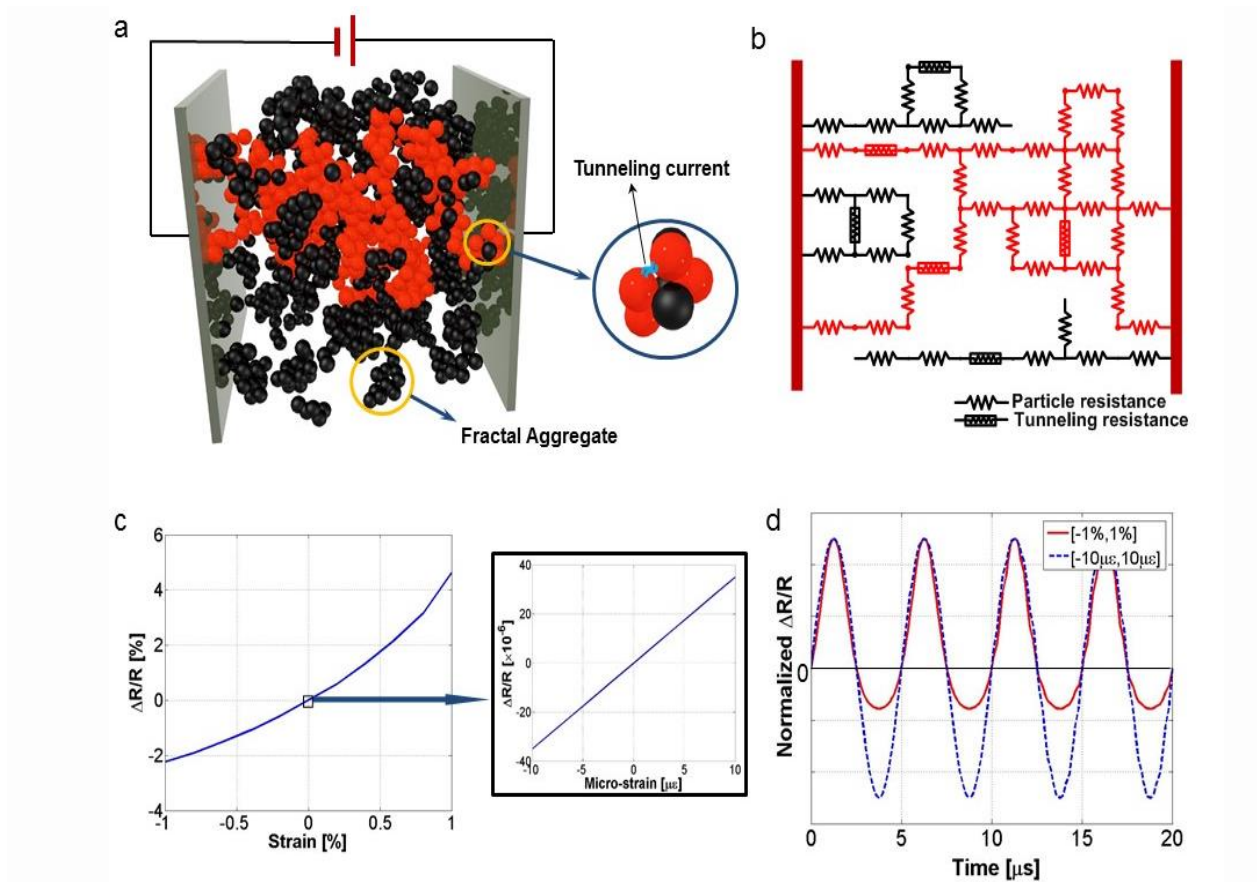 a
Tunneling current
Fractal Aggregate
b
Particle resistance
Tunneling resistance
c
ΔR/R [%]
6
4
2
0
-2
-4
-1
-0.5
0
0.5
1
Strain [%]
ΔR/R [×10⁻⁶]
40
20
0
-20
-40
-10
-5
0
5
10
Micro-strain [με]
d
[-1%,1%]
[-10με,10με]
Normalized ΔR/R
0
0
5
10
15
20
Time [μs]